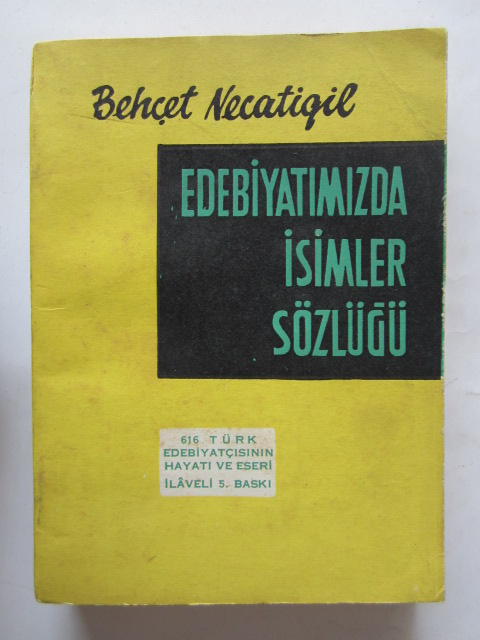 Behçet Necatigil
EDEBİYATIMIZDA
İSİMLER
SÖZLÜĞÜ
616 TÜRK
EDEBİYATÇISININ
HAYATI VE ESERİ
İLÂVELİ 5. BASKI